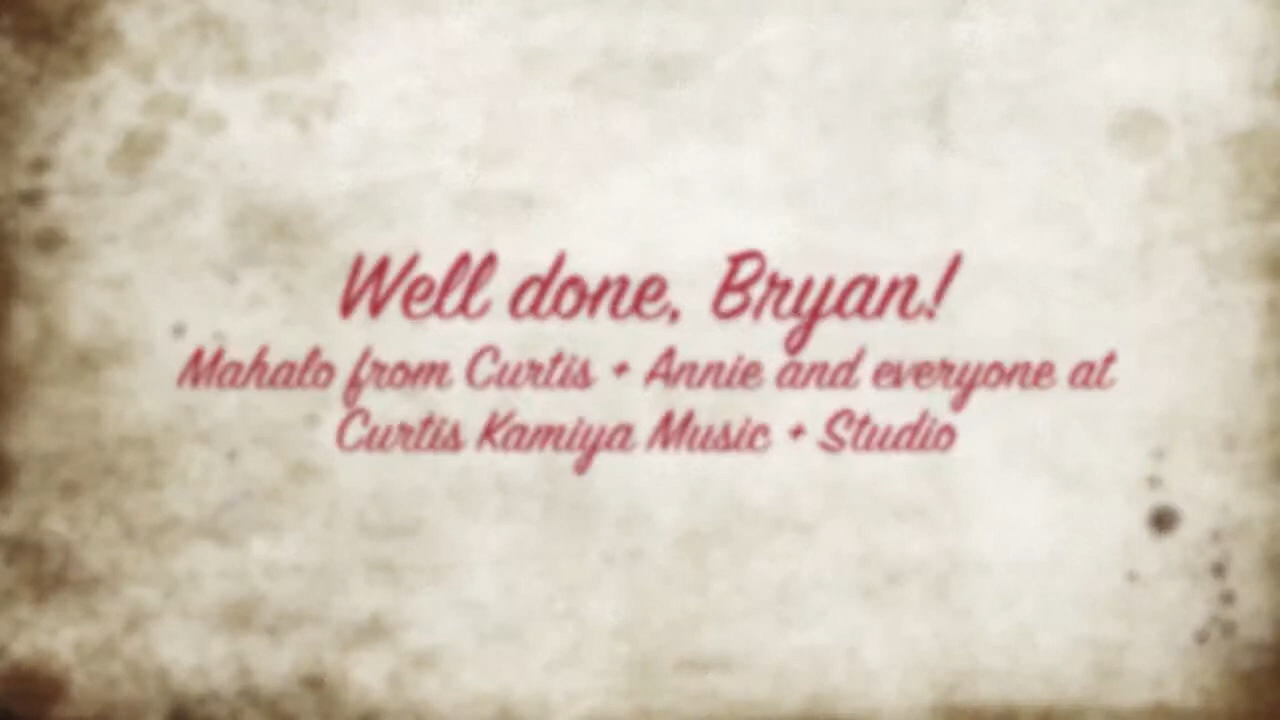 Well done, Bryan!
Mahalo from Curtis + Annie and everyone at
Curtis Kamiya Music + Studio